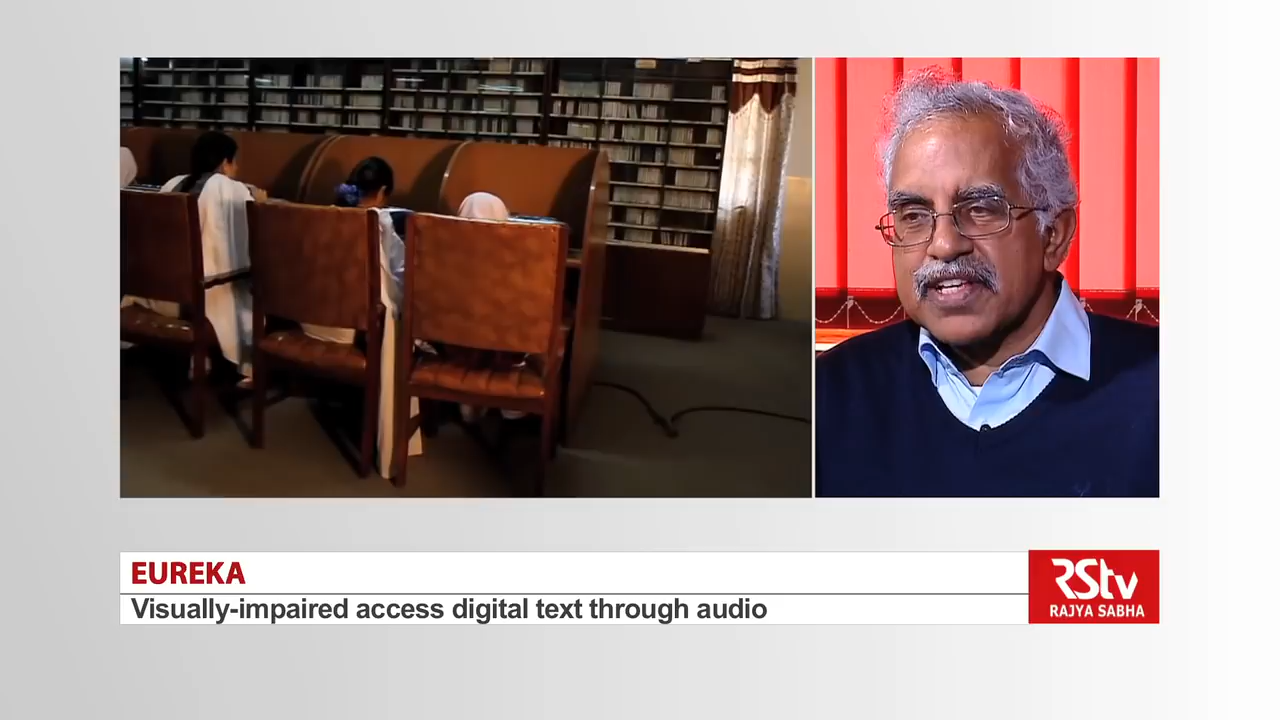 EUREKA
Visually-impaired access digital text through audio
RSTV
RAJYA SABHA